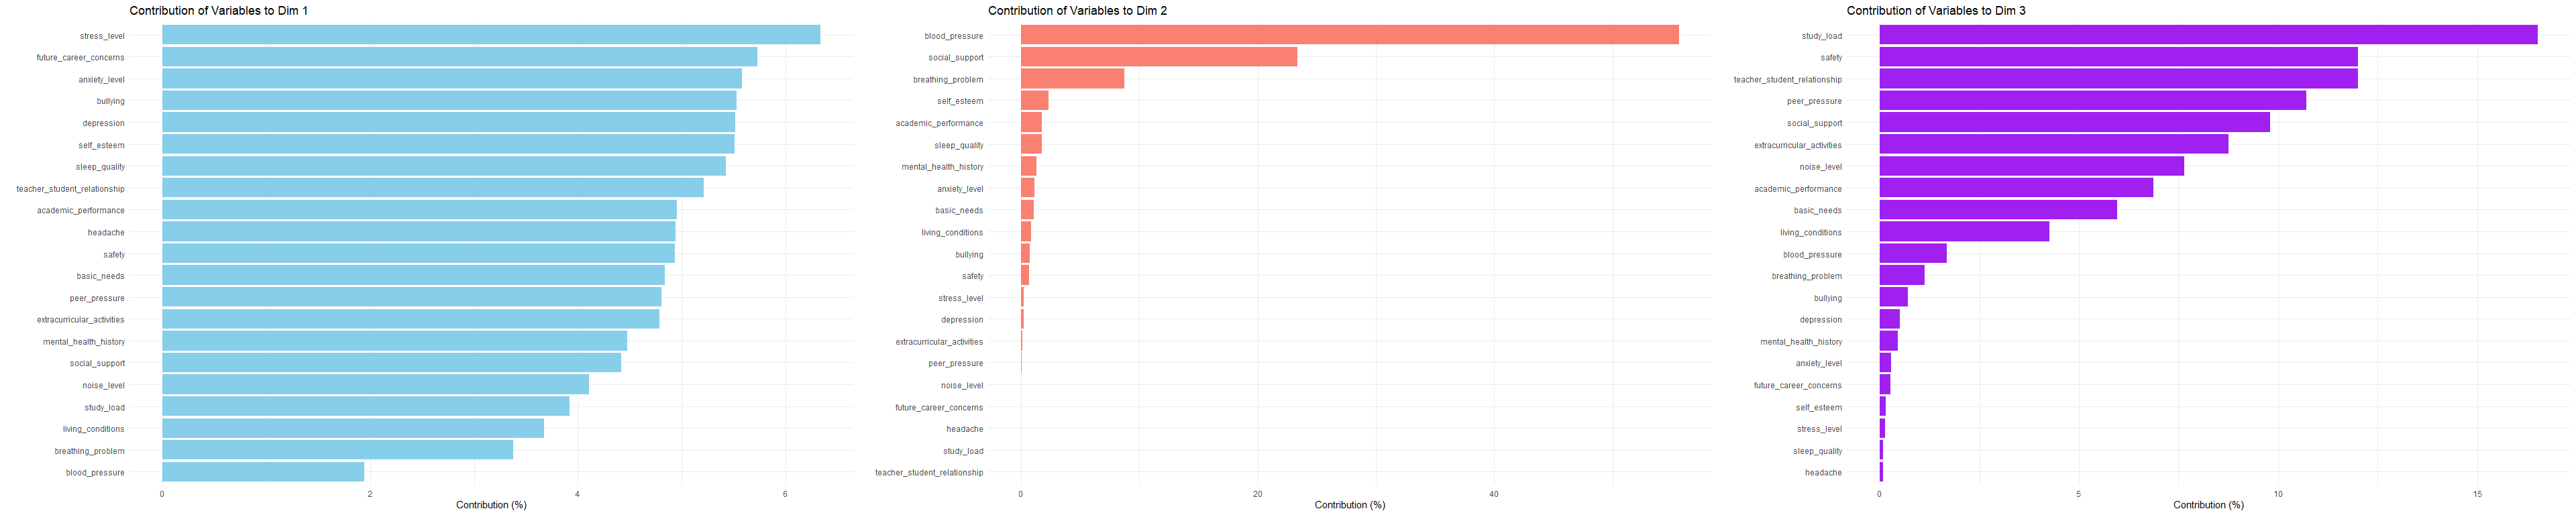 Contribution of Variables to Dim 1
stress_level
future_career_concerns
anxiety_level
bullying
depression
self_esteem
sleep_quality
teacher_student_relationship
academic_performance
headache
safety
basic_needs
peer_pressure
extracurricular_activities
mental_health_history
social_support
noise_level
study_load
living_conditions
breathing_problem
blood_pressure
0 2 4 6
Contribution (%)
Contribution of Variables to Dim 2
blood_pressure
social_support
breathing_problem
self_esteem
academic_performance
sleep_quality
mental_health_history
anxiety_level
basic_needs
living_conditions
bullying
safety
stress_level
depression
extracurricular_activities
peer_pressure
noise_level
future_career_concerns
headache
study_load
teacher_student_relationship
0 20 40
Contribution (%)
Contribution of Variables to Dim 3
study_load
safety
teacher_student_relationship
peer_pressure
social_support
extracurricular_activities
noise_level
academic_performance
basic_needs
living_conditions
blood_pressure
breathing_problem
bullying
depression
mental_health_history
anxiety_level
future_career_concerns
self_esteem
stress_level
sleep_quality
headache
0 5 10 15
Contribution (%)